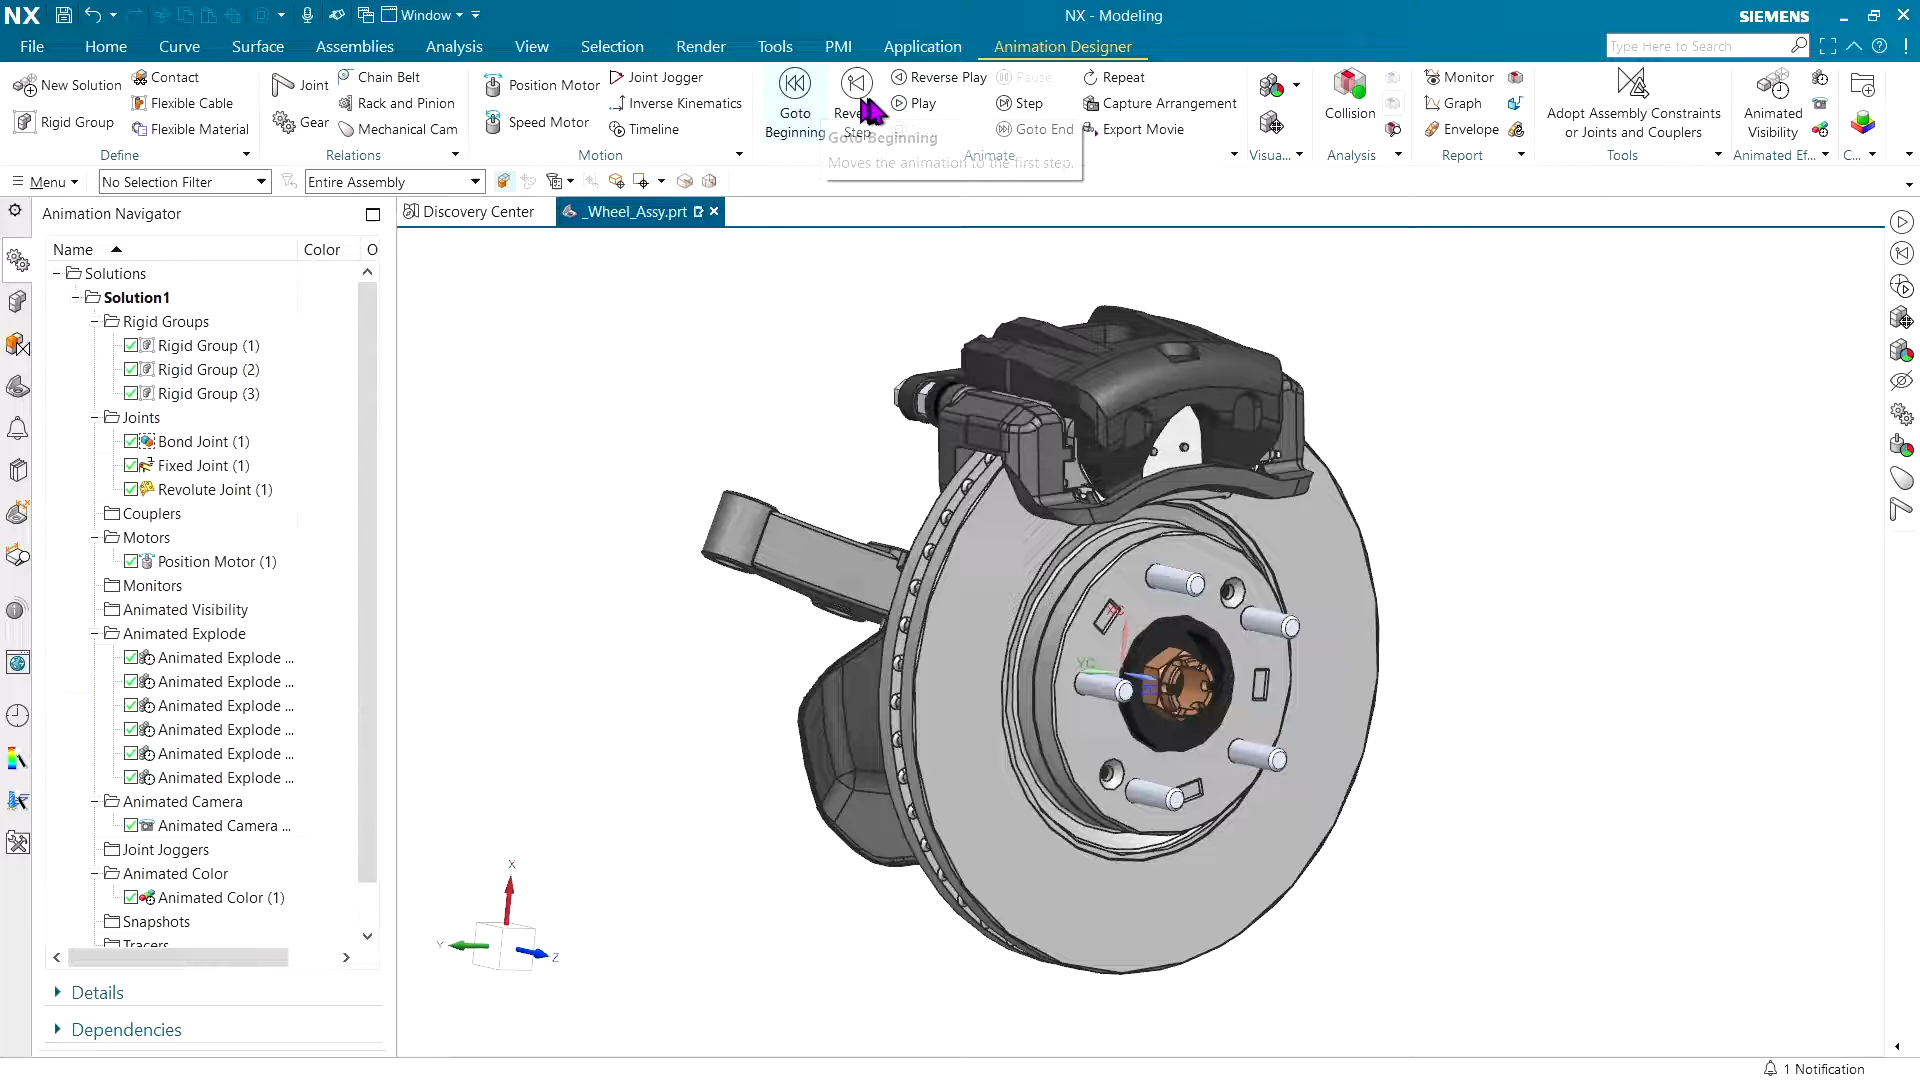 NX Window NX - Modeling SIEMENS
File Home Curve Surface Assemblies Analysis View Selection Render Tools PMI Application Animation Designer Type Here to Search
New Solution Contact Joint Chain Belt Position Motor Joint Jogger Reverse Play Pause Repeat Monitor
Rigid Group Flexible Cable Gear Rack and Pinion Speed Motor Inverse Kinematics Goto Beginning Play Step Capture Arrangement Collision Graph Adopt Assembly Constraints or Joints and Couplers Animated Visibility
Flexible Material Mechanical Cam Timeline Step Goto End Export Movie Envelope
Goto Beginning
Define Relations Motion Animate Visua... Analysis Report Tools Animated Ef... C...
Moves the animation to the first step.
Menu No Selection Filter Entire Assembly
Animation Navigator Discovery Center _Wheel_Assy.prt
Name Color O
Solutions
Solution1
Rigid Groups
Rigid Group (1)
Rigid Group (2)
Rigid Group (3)
Joints
Bond Joint (1)
Fixed Joint (1)
Revolute Joint (1)
Couplers
Motors
Position Motor (1)
Monitors
Animated Visibility
Animated Explode
Animated Explode ...
Animated Explode ...
Animated Explode ...
Animated Explode ...
Animated Explode ...
Animated Explode ...
Animated Camera
Animated Camera ...
Joint Joggers
Animated Color
Animated Color (1)
Snapshots
Tracers
Details
Dependencies
YC
X
Y
Z
1 Notification